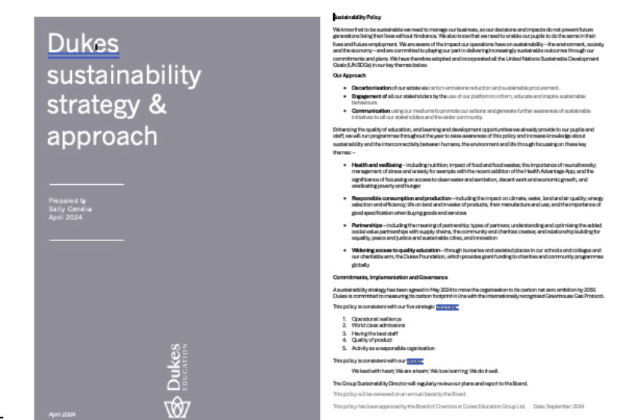 Dukes
sustainability
strategy &
approach
Prepared by
Sally
April 2024
Dukes
EDUCATION
April 2024
Sustainability Policy
We know that to be sustainable we need to manage our business, so our decisions and impacts do not prevent future
generations living their lives without hindrance. We also know that we need to enable our pupils to do the same in their
lives and future employment. We are aware of the impact our operations have on sustainability – the environment, society
and the economy – and are committed to playing our part in delivering increasingly sustainable outcomes through our
commitments and plans. We have therefore adopted and incorporated all the United Nations Sustainable Development
Goals (UNSDGs) in our key themes below.
Our Approach
• Decarbonisation of our estate via carbon emissions reduction and sustainable procurement.
• Engagement of all our stakeholders by the use of our platform to inform, educate and inspire sustainable
behaviours.
• Communication using our medium to promote our actions and generate further awareness of sustainable
initiatives to all our stakeholders and the wider community.
Enhancing the quality of education, and learning and development opportunities we already provide to our pupils and
staff, we will run programmes throughout the year to raise awareness of this policy and increase knowledge about
sustainability and the interconnectivity between humans, the environment and life through focussing on these key
themes: –
• Health and wellbeing – including nutrition; impact of food and food wastes; the importance of neurodiversity;
management of stress and anxiety for example with the recent addition of the Health Advantage App; and the
significance of focussing on access to clean water and sanitation, decent work and economic growth, and
eradicating poverty and hunger
• Responsible consumption and production – including the impact on climate; water, land and air quality; energy
selection and efficiency; life on land and in water of products, their manufacture and use; and the importance of
good specification when buying goods and services
• Partnerships – including the meaning of partnership; types of partners; understanding and optimising the added
social value partnerships with supply chains, the community and charities creates; and relationship building for
equality, peace and justice and sustainable cities, and innovation
• Widening access to quality education – through bursaries and assisted places in our schools and colleges and
our charitable arm, the Dukes Foundation, which provides grant funding to charities and community programmes
globally
Commitments, Implementation and Governance
A sustainability strategy has been agreed in May 2024 to move the organisation to its carbon net zero ambition by 2050.
Dukes is committed to measuring its carbon footprint in line with the internationally recognised Greenhouse Gas Protocol.
This policy is consistent with our five strategic
1. Operational resilience
2. World class admissions
3. Having the best staff
4. Quality of product
5. Activity as a responsible organisation
This policy is consistent with our
We lead with heart; We are a team; We love learning; We do it well.
The Group Sustainability Director will regularly review our plans and report to the Board.
This policy will be reviewed on an annual basis by the Board.
This policy has been approved by the Board of Directors at Dukes Education Group Ltd. Date: September 2024